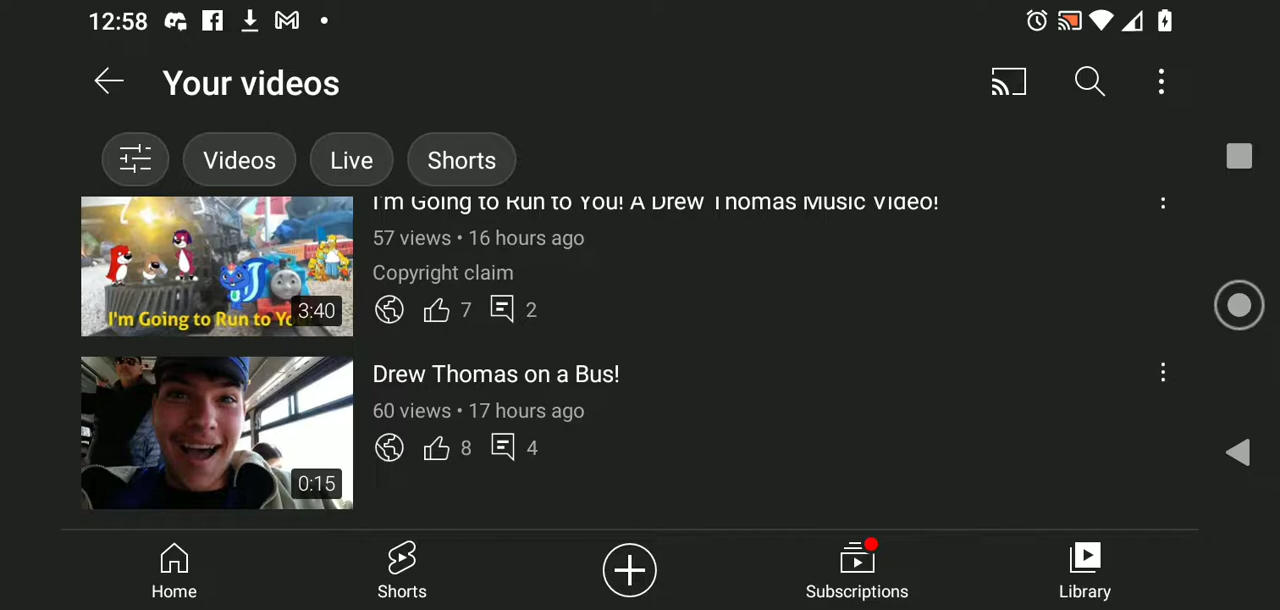 12:58
Your videos
Videos
Live
Shorts
I'm Going to Run to You! A Drew Thomas Music Video!
57 views • 16 hours ago
Copyright claim
7
2
I'm Going to Run to Yo
3:40
Drew Thomas on a Bus!
60 views • 17 hours ago
8
4
0:15
Home
Shorts
Subscriptions
Library